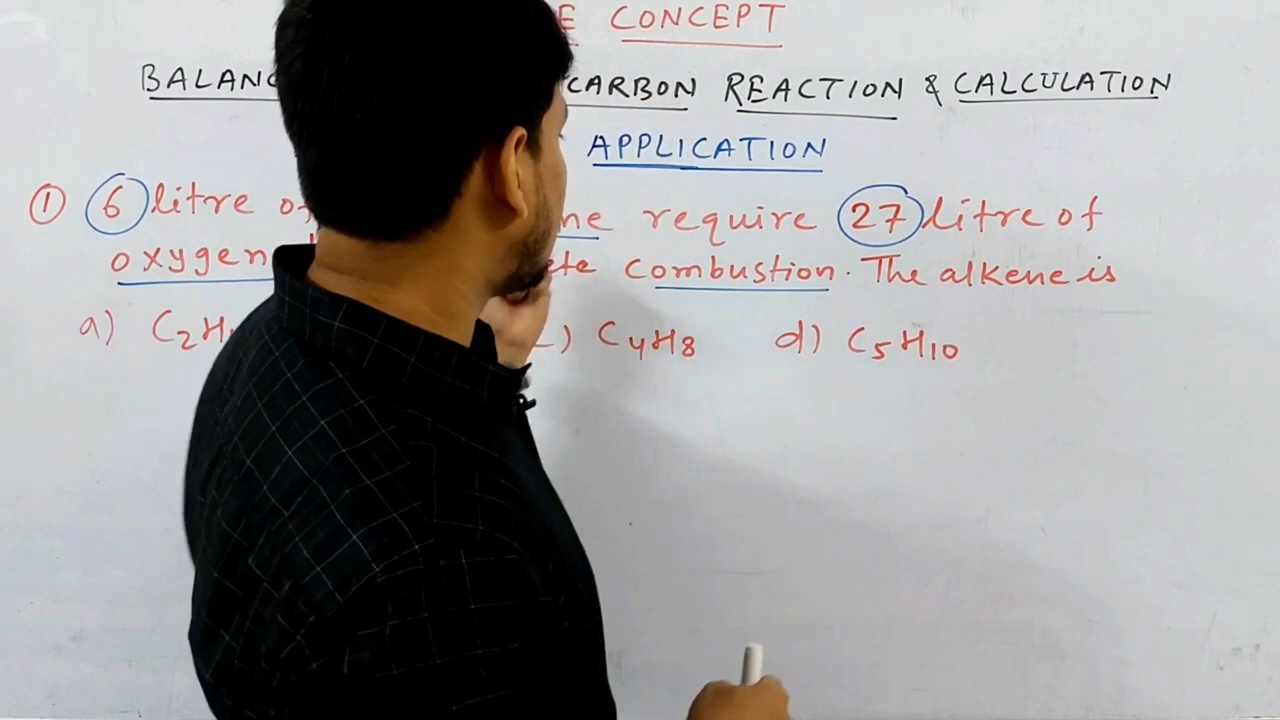 E CONCEPT
BALANC CARBON REACTION & CALCULATION
APPLICATION
① 6 litre of ne require 27 litre of
oxygen te combustion. The alkene is
a) C₂H ) C₄H₈ d) C₅H₁₀